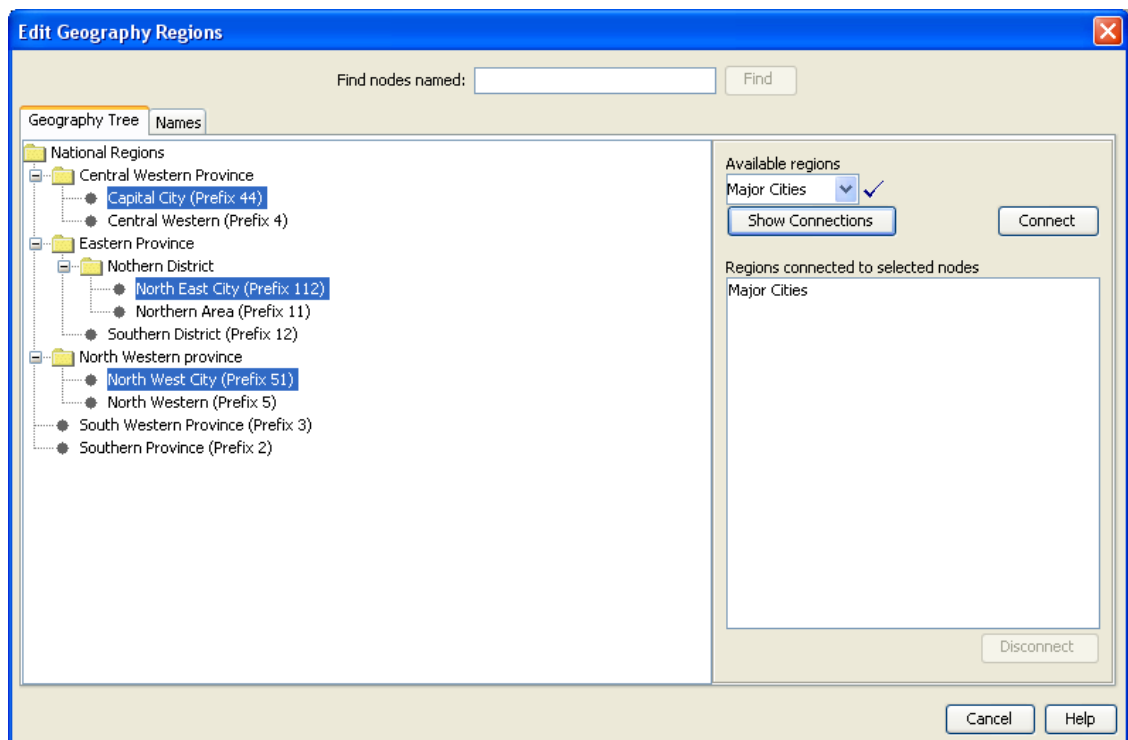 Edit Geography Regions
Find nodes named: Find
Geography Tree Names
National Regions
Central Western Province
Capital City (Prefix 44)
Central Western (Prefix 4)
Eastern Province
Nothern District
North East City (Prefix 112)
Northern Area (Prefix 11)
Southern District (Prefix 12)
North Western province
North West City (Prefix 51)
North Western (Prefix 5)
South Western Province (Prefix 3)
Southern Province (Prefix 2)
Available regions
Major Cities
Show Connections Connect
Regions connected to selected nodes
Major Cities
Disconnect
Cancel Help